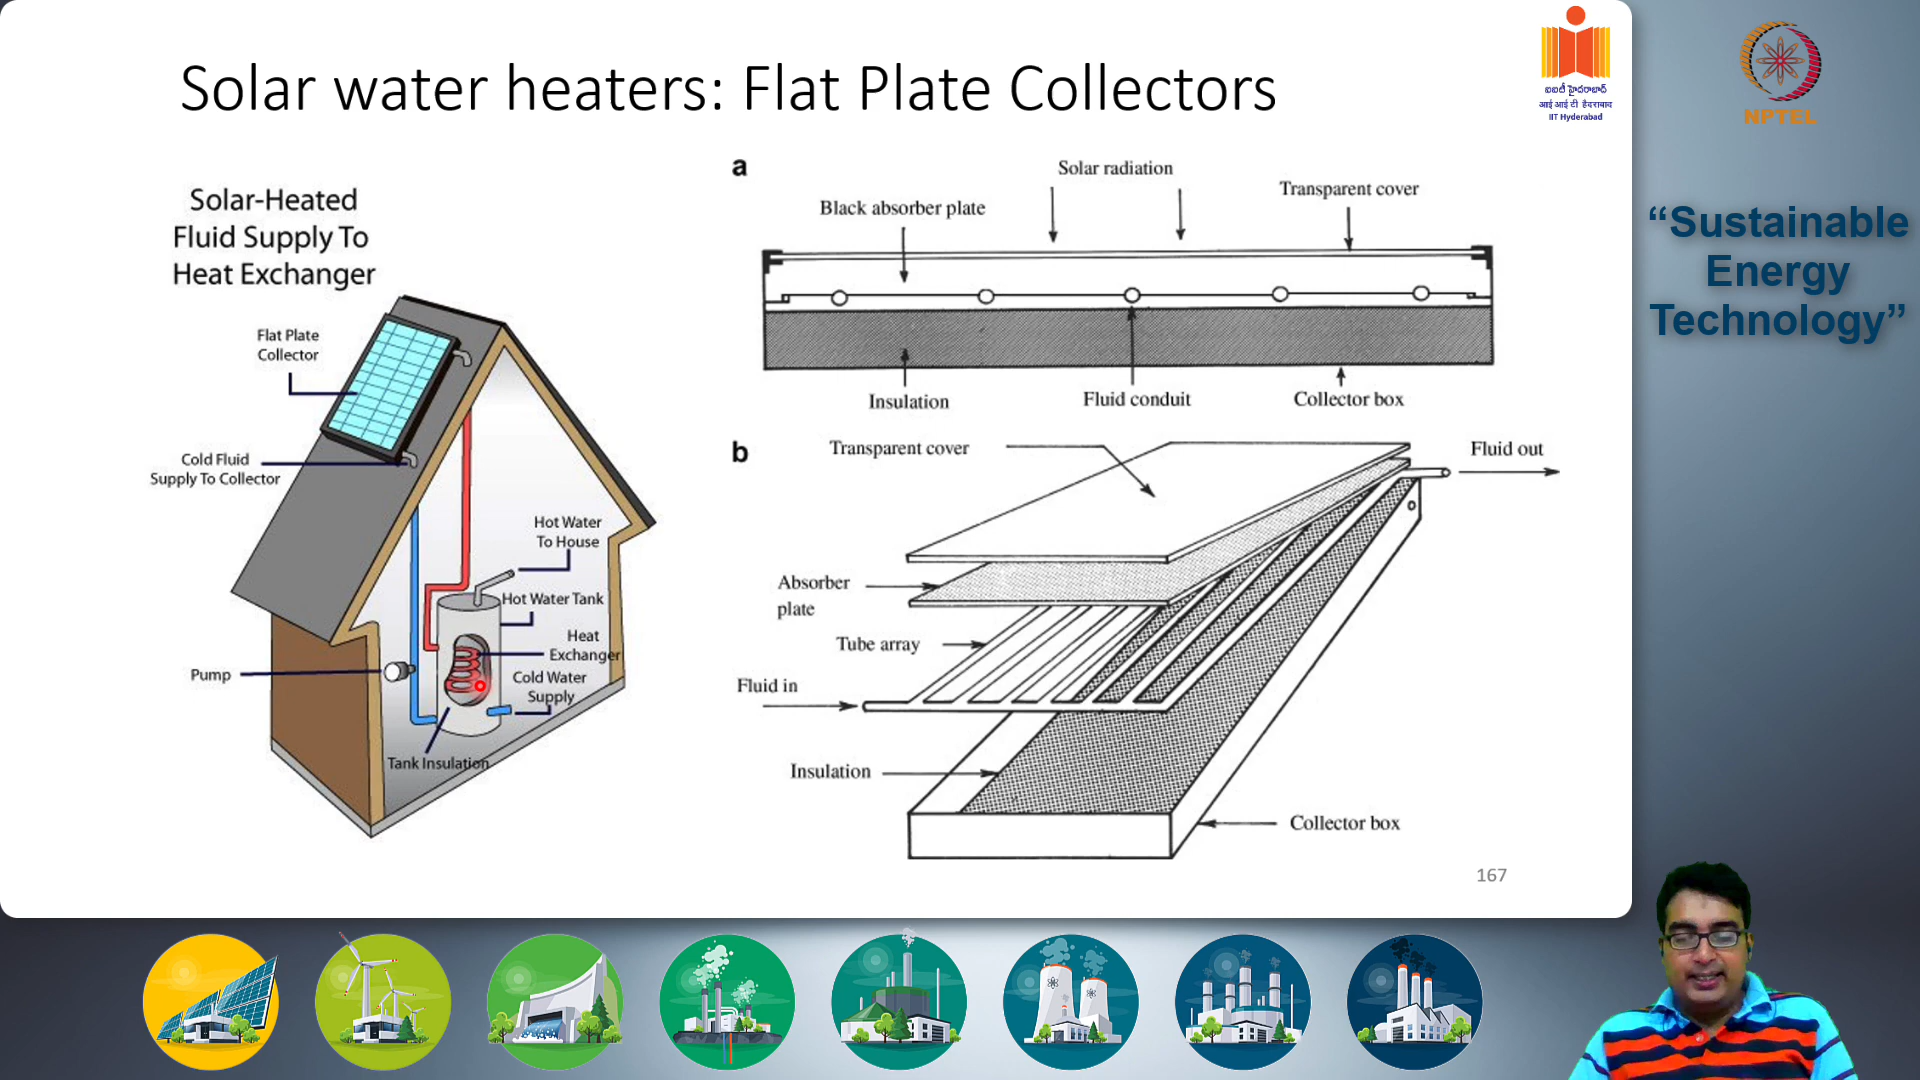 Solar water heaters: Flat Plate Collectors
ఐఐటీ హైదరాబాద్
आई आई टी हैदराबाद
IIT Hyderabad
NPTEL
“Sustainable
Energy
Technology”
Solar-Heated
Fluid Supply To
Heat Exchanger
Flat Plate
Collector
Cold Fluid
Supply To Collector
Hot Water
To House
Hot Water Tank
Heat
Exchanger
Cold Water
Supply
Pump
Tank Insulation
a
Solar radiation
Transparent cover
Black absorber plate
Insulation
Fluid conduit
Collector box
b
Transparent cover
Fluid out
Absorber
plate
Tube array
Fluid in
Insulation
Collector box
167